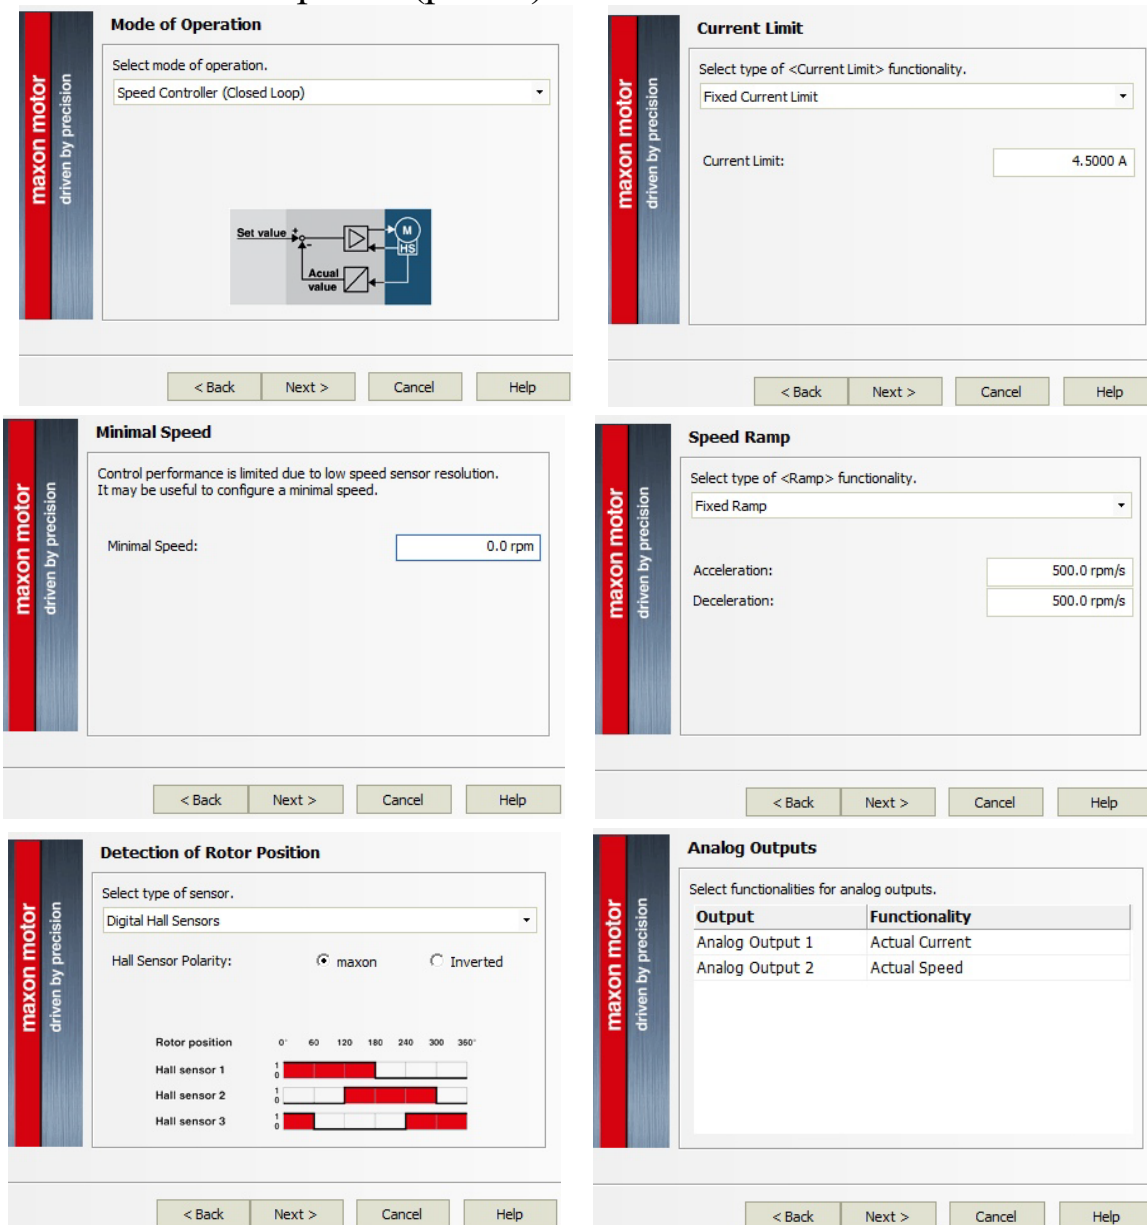 Mode of Operation
Select mode of operation.
Speed Controller (Closed Loop)
Set value
+
-
M
HS
Acual
value
maxon motor
driven by precision
< Back Next > Cancel Help
Current Limit
Select type of <Current Limit> functionality.
Fixed Current Limit
Current Limit: 4.5000 A
maxon motor
driven by precision
< Back Next > Cancel Help
Minimal Speed
Control performance is limited due to low speed sensor resolution.
It may be useful to configure a minimal speed.
Minimal Speed: 0.0 rpm
maxon motor
driven by precision
< Back Next > Cancel Help
Speed Ramp
Select type of <Ramp> functionality.
Fixed Ramp
Acceleration: 500.0 rpm/s
Deceleration: 500.0 rpm/s
maxon motor
driven by precision
< Back Next > Cancel Help
Detection of Rotor Position
Select type of sensor.
Digital Hall Sensors
Hall Sensor Polarity: maxon Inverted
Rotor position 0° 60 120 180 240 300 360°
Hall sensor 1 1 0
Hall sensor 2 1 0
Hall sensor 3 1 0
maxon motor
driven by precision
< Back Next > Cancel Help
Analog Outputs
Select functionalities for analog outputs.
Output Functionality
Analog Output 1 Actual Current
Analog Output 2 Actual Speed
maxon motor
driven by precision
< Back Next > Cancel Help